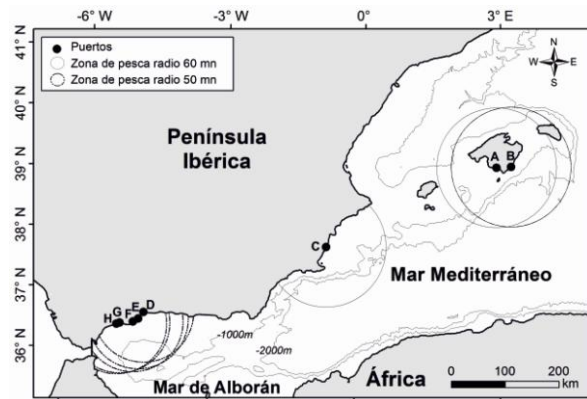 -6° W
-3° W
0°
3° E
41° N
40° N
39° N
38° N
37° N
36° N
Puertos
Zona de pesca radio 60 mn
Zona de pesca radio 50 mn
N
W E
S
Península
Ibérica
A B
C
Mar Mediterráneo
D
E
F
G
H
-1000m
-2000m
Mar de Alborán
África
0 100 200
km